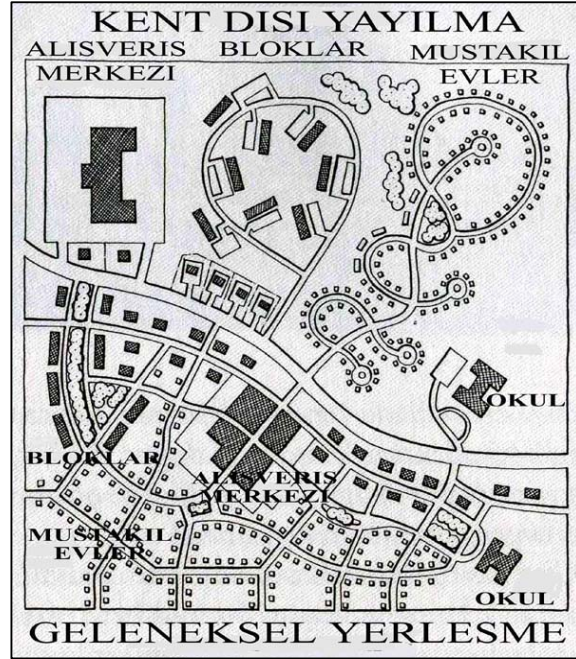 KENT DISI YAYILMA
ALISVERIS
MERKEZI
BLOKLAR
MUSTAKIL
EVLER
OKUL
BLOKLAR
ALISVERIS
MERKEZI
MUSTAKIL
EVLER
OKUL
GELENEKSEL YERLESME